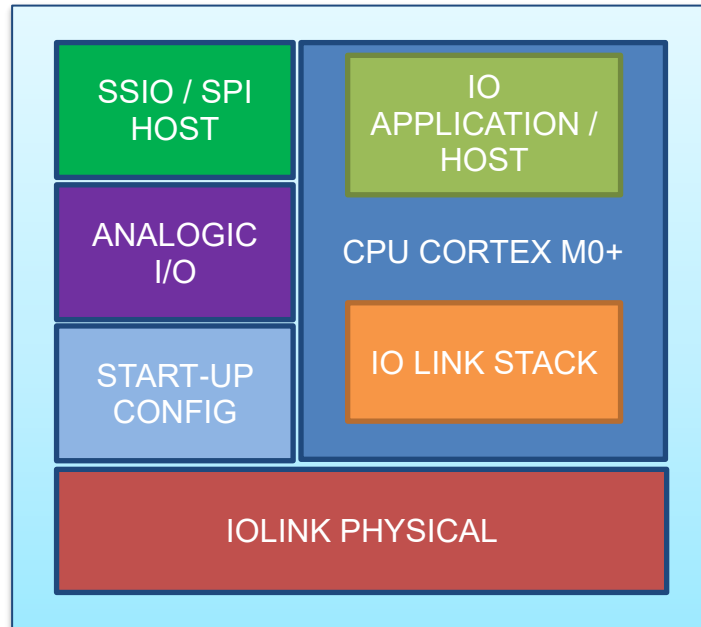 SSIO / SPI
HOST
IO
APPLICATION /
HOST
ANALOGIC
I/O
CPU CORTEX M0+
START-UP
CONFIG
IO LINK STACK
IOLINK PHYSICAL